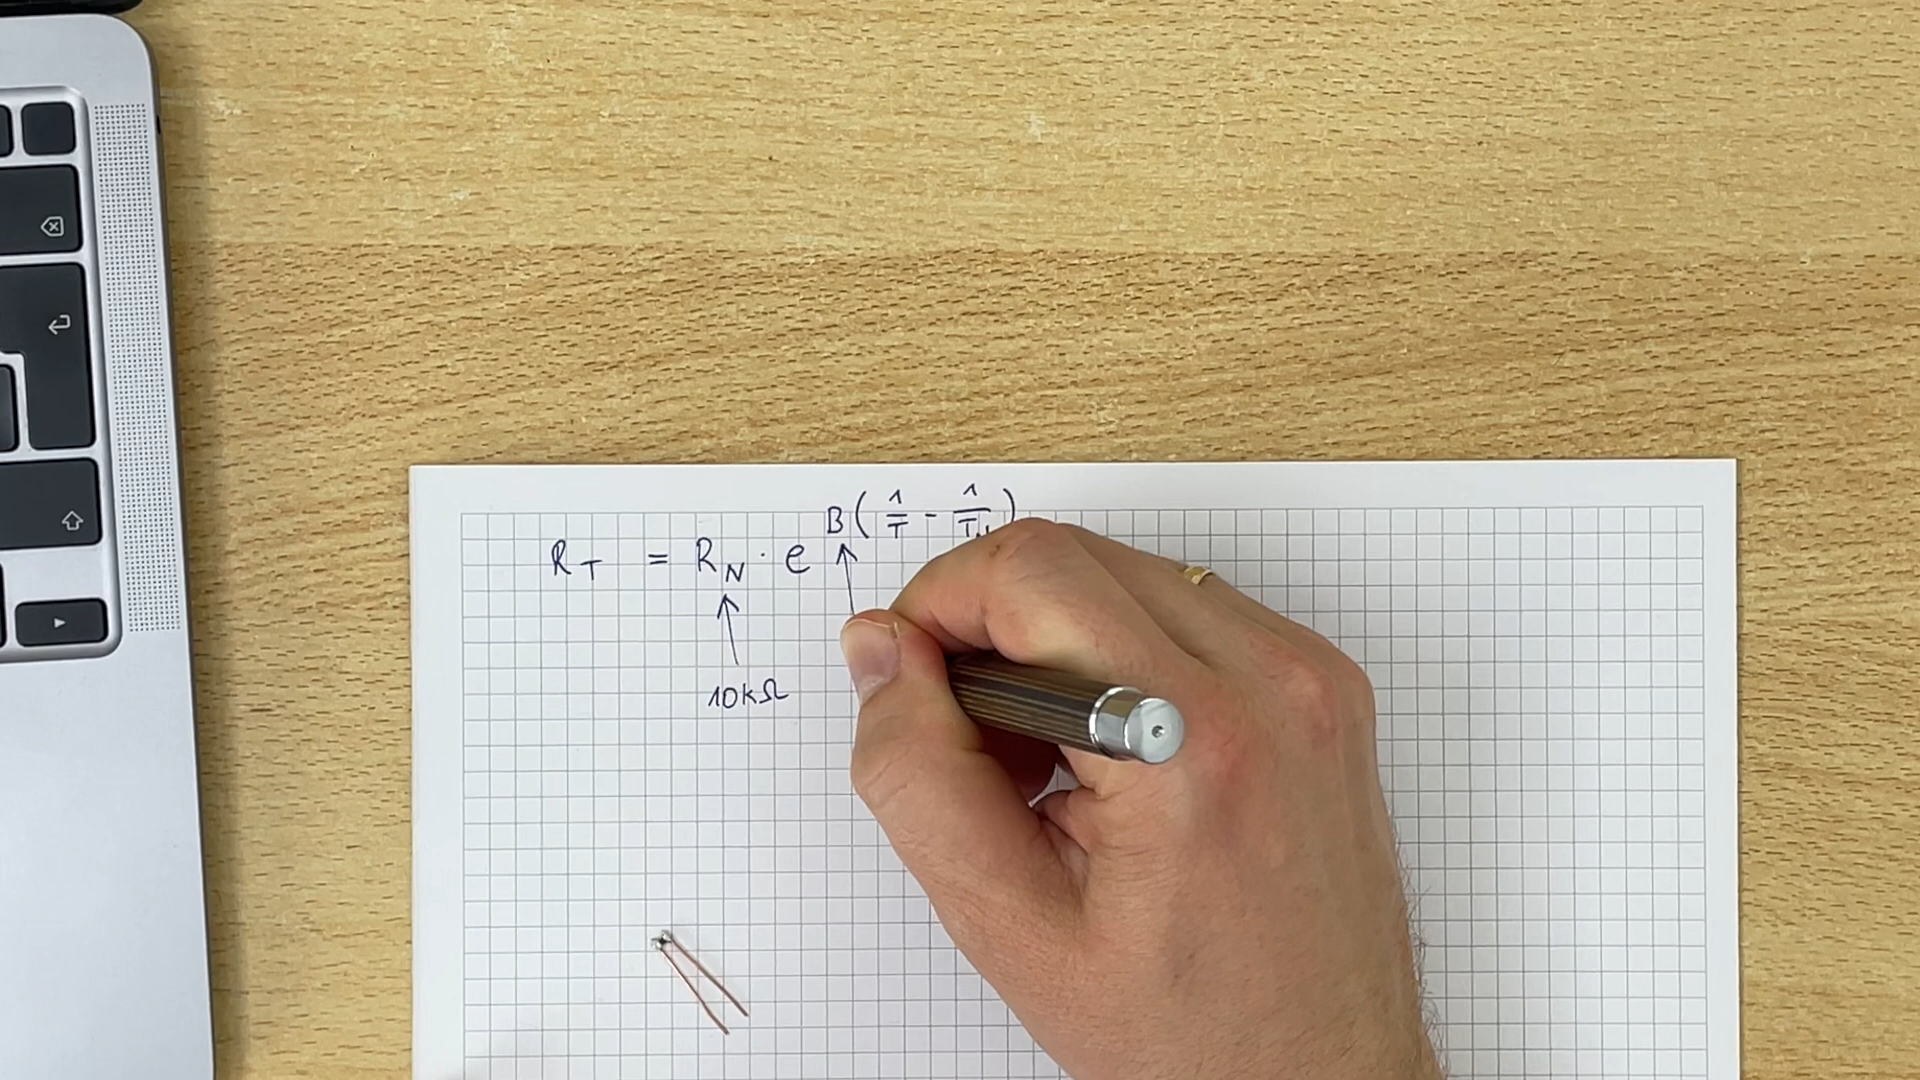 R_T = R_N · e^B(1/T - 1/T_N)
10kΩ